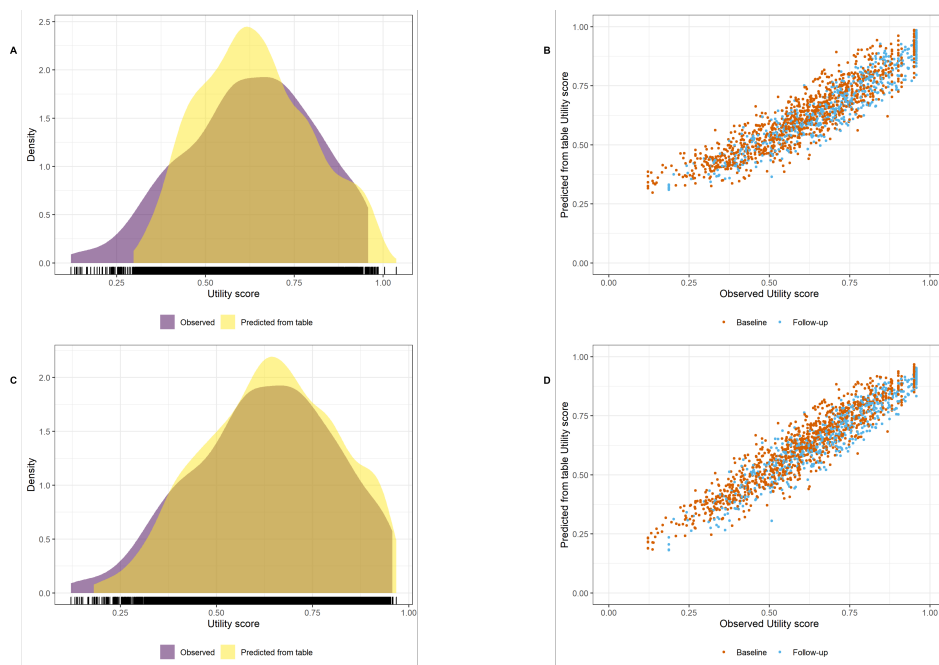 A
Density
2.5
2.0
1.5
1.0
0.5
0.0
0.25
0.50
0.75
1.00
Utility score
Observed
Predicted from table
B
Predicted from table Utility score
1.00
0.75
0.50
0.25
0.00
0.00
0.25
0.50
0.75
1.00
Observed Utility score
Baseline
Follow-up
C
Density
2.0
1.5
1.0
0.5
0.0
0.25
0.50
0.75
1.00
Utility score
Observed
Predicted from table
D
Predicted from table Utility score
1.00
0.75
0.50
0.25
0.00
0.00
0.25
0.50
0.75
1.00
Observed Utility score
Baseline
Follow-up